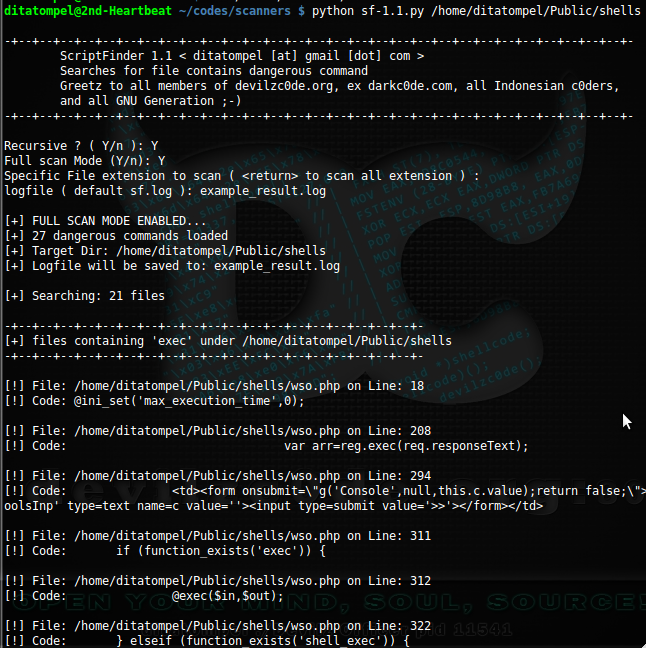 ditatompel@2nd-Heartbeat ~/codes/scanners $ python sf-1.1.py /home/ditatompel/Public/shells
-+--+--+--+--+--+--+--+--+--+--+--+--+--+--+--+--+--+--+--+--+--+--+--+--+--+--+--+--+--+-
ScriptFinder 1.1 < ditatompel [at] gmail [dot] com >
Searches for file contains dangerous command
Greetz to all members of devilzc0de.org, ex darkc0de.com, all Indonesian c0ders,
and all GNU Generation ;-)
-+--+--+--+--+--+--+--+--+--+--+--+--+--+--+--+--+--+--+--+--+--+--+--+--+--+--+--+--+--+-
Recursive ? ( Y/n ): Y
Full scan Mode (Y/n): Y
Specific File extension to scan ( <return> to scan all extension ) :
logfile ( default sf.log ): example_result.log
[+] FULL SCAN MODE ENABLED...
[+] 27 dangerous commands loaded
[+] Target Dir: /home/ditatompel/Public/shells
[+] Logfile will be saved to: example_result.log
[+] Searching: 21 files
-+--+--+--+--+--+--+--+--+--+--+--+--+--+--+--+--+--+--+--+-
[+] files containing 'exec' under /home/ditatompel/Public/shells
-+--+--+--+--+--+--+--+--+--+--+--+--+--+--+--+--+--+--+--+-
[!] File: /home/ditatompel/Public/shells/wso.php on Line: 18
[!] Code: @ini_set('max_execution_time',0);
[!] File: /home/ditatompel/Public/shells/wso.php on Line: 208
[!] Code: var arr=reg.exec(req.responseText);
[!] File: /home/ditatompel/Public/shells/wso.php on Line: 294
[!] Code: <td><form onsubmit=\"g('Console',null,this.c.value);return false;\">
oolsInp' type=text name=c value=''><input type=submit value='>>'></form></td>
[!] File: /home/ditatompel/Public/shells/wso.php on Line: 311
[!] Code: if (function_exists('exec')) {
[!] File: /home/ditatompel/Public/shells/wso.php on Line: 312
[!] Code: @exec($in,$out);
OPEN YOUR MIND, SOUL, SOURCE!
[!] File: /home/ditatompel/Public/shells/wso.php on Line: 322
[!] Code: } elseif (function_exists('shell_exec')) {